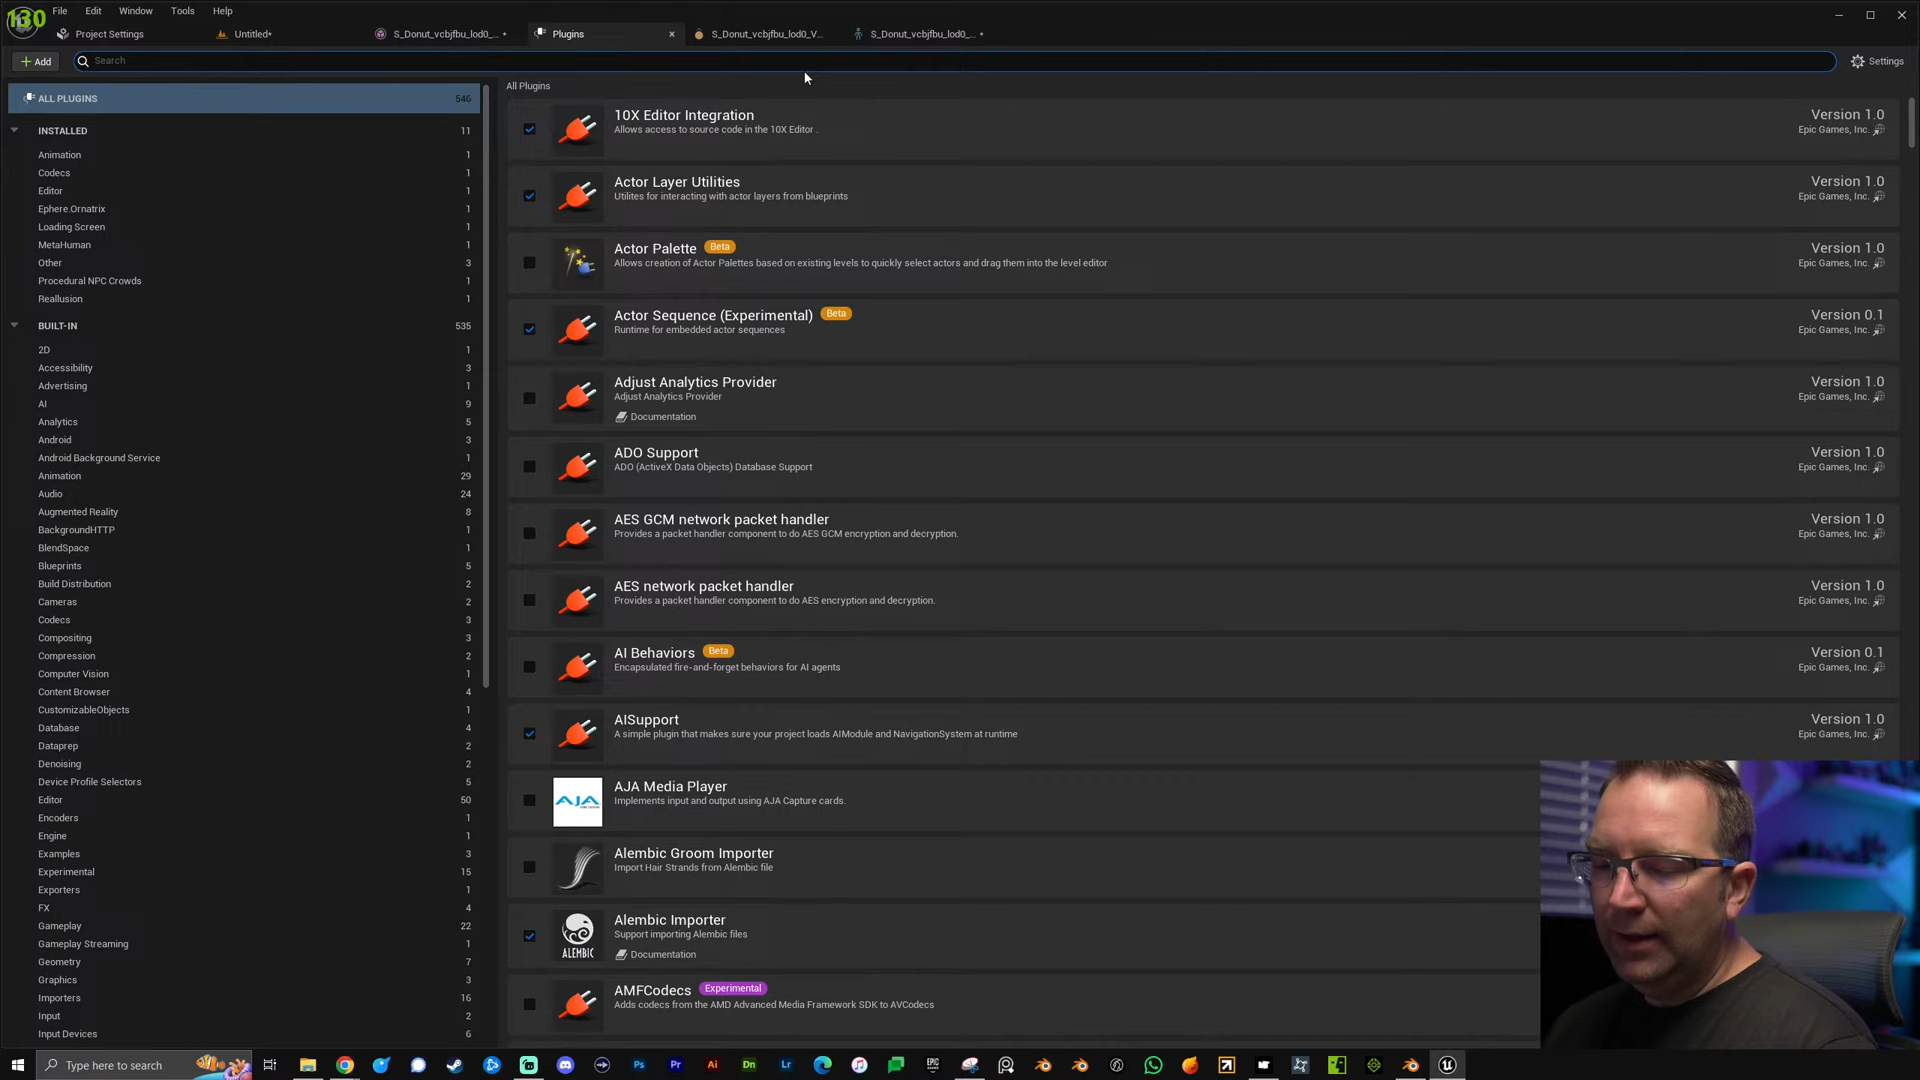 130
File Edit Window Tools Help
Project Settings
Untitled*
S_Donut_vcbjfbu_lod0_... *
Plugins
S_Donut_vcbjfbu_lod0_V...
S_Donut_vcbjfbu_lod0_... *
Add
Search
Settings
ALL PLUGINS 546
INSTALLED 11
Animation 1
Codecs 1
Editor 1
Ephere.Ornatrix 1
Loading Screen 1
MetaHuman 1
Other 3
Procedural NPC Crowds 1
Reallusion 1
BUILT-IN 535
2D 1
Accessibility 3
Advertising 1
AI 9
Analytics 5
Android 3
Android Background Service 1
Animation 29
Audio 24
Augmented Reality 8
BackgroundHTTP 1
BlendSpace 1
Blueprints 5
Build Distribution 2
Cameras 2
Codecs 3
Compositing 3
Compression 2
Computer Vision 1
Content Browser 4
CustomizableObjects 1
Database 4
Dataprep 2
Denoising 2
Device Profile Selectors 5
Editor 50
Encoders 1
Engine 1
Examples 3
Experimental 15
Exporters 1
FX 4
Gameplay 22
Gameplay Streaming 1
Geometry 7
Graphics 3
Importers 16
Input 2
Input Devices 6
All Plugins
10X Editor Integration Version 1.0
Allows access to source code in the 10X Editor . Epic Games, Inc.
Actor Layer Utilities Version 1.0
Utilites for interacting with actor layers from blueprints Epic Games, Inc.
Actor Palette Beta Version 1.0
Allows creation of Actor Palettes based on existing levels to quickly select actors and drag them into the level editor Epic Games, Inc.
Actor Sequence (Experimental) Beta Version 0.1
Runtime for embedded actor sequences Epic Games, Inc.
Adjust Analytics Provider Version 1.0
Adjust Analytics Provider Epic Games, Inc.
Documentation
ADO Support Version 1.0
ADO (ActiveX Data Objects) Database Support Epic Games, Inc.
AES GCM network packet handler Version 1.0
Provides a packet handler component to do AES GCM encryption and decryption. Epic Games, Inc.
AES network packet handler Version 1.0
Provides a packet handler component to do AES encryption and decryption. Epic Games, Inc.
AI Behaviors Beta Version 0.1
Encapsulated fire-and-forget behaviors for AI agents Epic Games, Inc.
AISupport Version 1.0
A simple plugin that makes sure your project loads AIModule and NavigationSystem at runtime Epic Games, Inc.
AJA
AJA Media Player
Implements input and output using AJA Capture cards.
Alembic Groom Importer
Import Hair Strands from Alembic file
ALEMBIC
Alembic Importer
Support importing Alembic files
Documentation
AMFCodecs Experimental
Adds codecs from the AMD Advanced Media Framework SDK to AVCodecs
Type here to search
Ps Pr Ai Dn Lr
EPIC GAMES